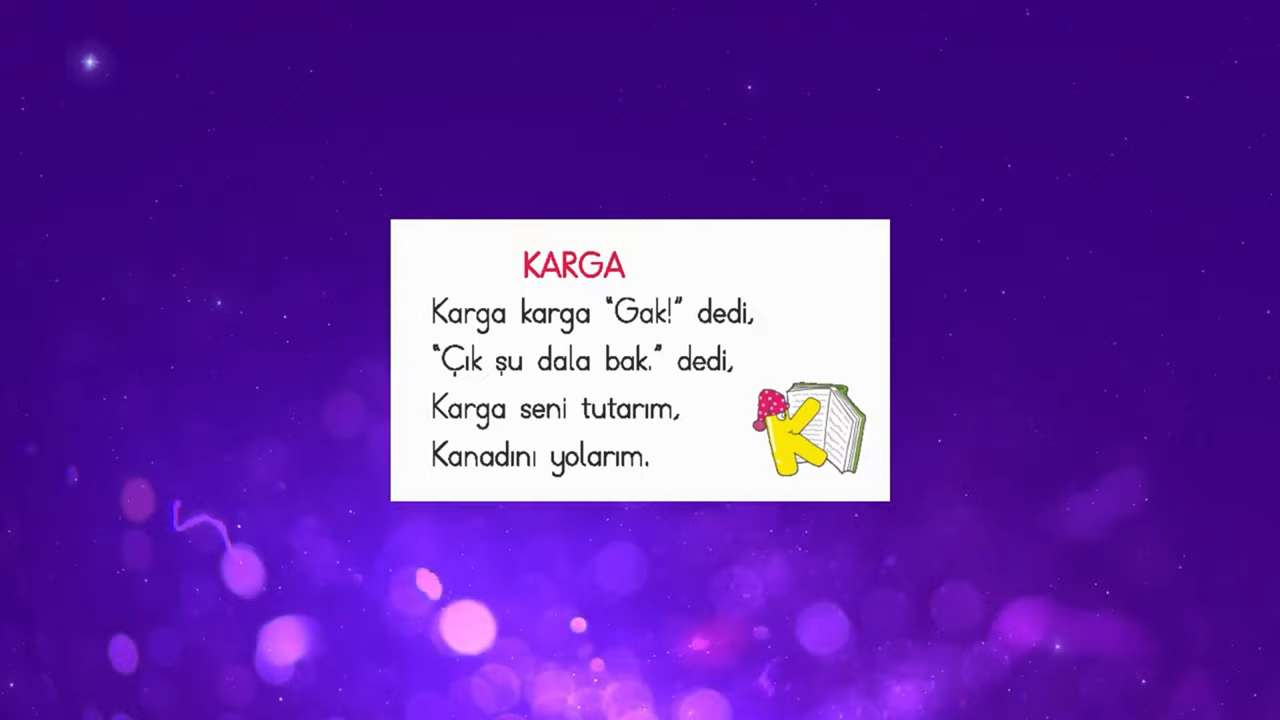 KARGA
Karga karga "Gak!" dedi,
"Çık şu dala bak." dedi,
Karga seni tutarım,
Kanadını yolarım.